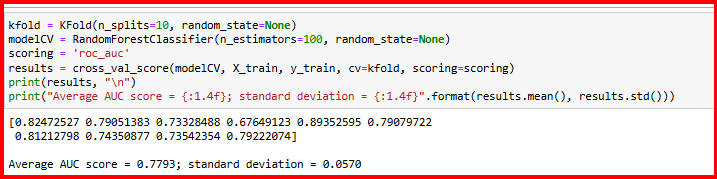 kfold = KFold(n_splits=10, random_state=None)
modelCV = RandomForestClassifier(n_estimators=100, random_state=None)
scoring = 'roc_auc'
results = cross_val_score(modelCV, X_train, y_train, cv=kfold, scoring=scoring)
print(results, "\n")
print("Average AUC score = {:1.4f}; standard deviation = {:1.4f}".format(results.mean(), results.std()))
[0.82472527 0.79051383 0.73328488 0.67649123 0.89352595 0.79079722
0.81212798 0.74350877 0.73542354 0.79222074]
Average AUC score = 0.7793; standard deviation = 0.0570